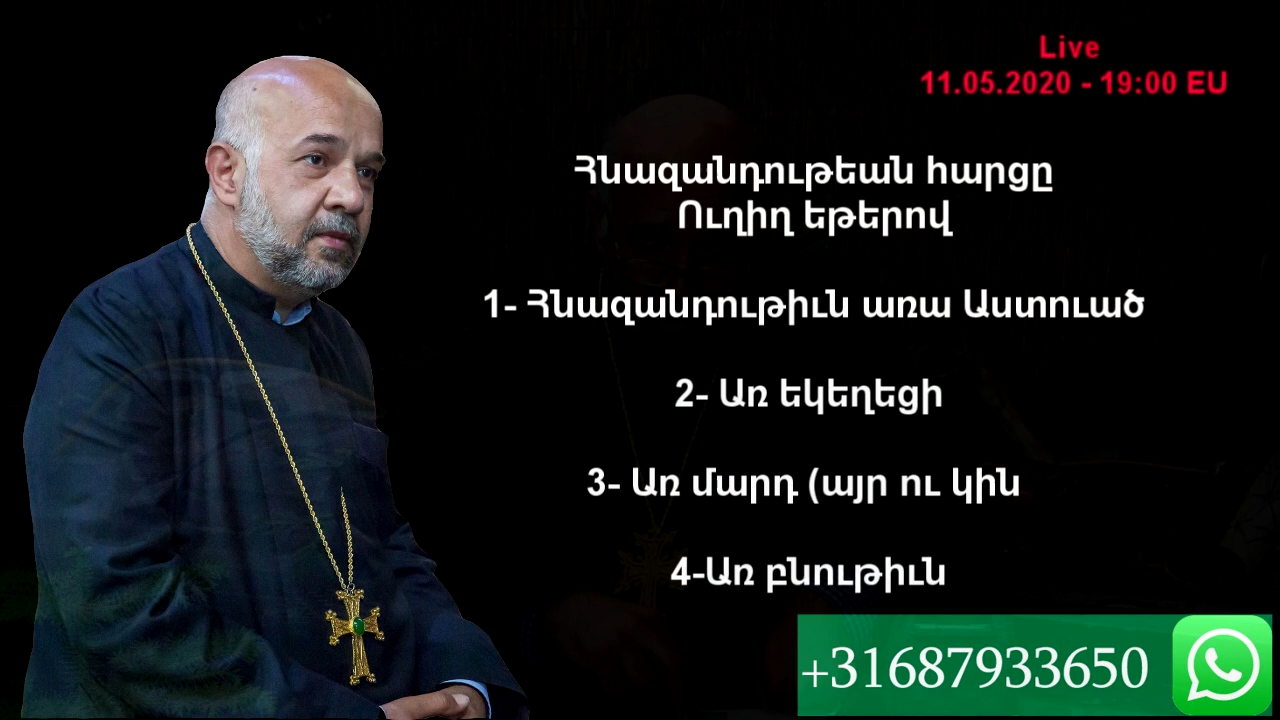 Live
11.05.2020 - 19:00 EU
Հնազանդութեան հարցը
Ուղիղ եթերով
1- Հնազանդութիւն առա Աստուած
2- Առ եկեղեցի
3- Առ մարդ (այր ու կին
4-Առ բնութիւն
+31687933650